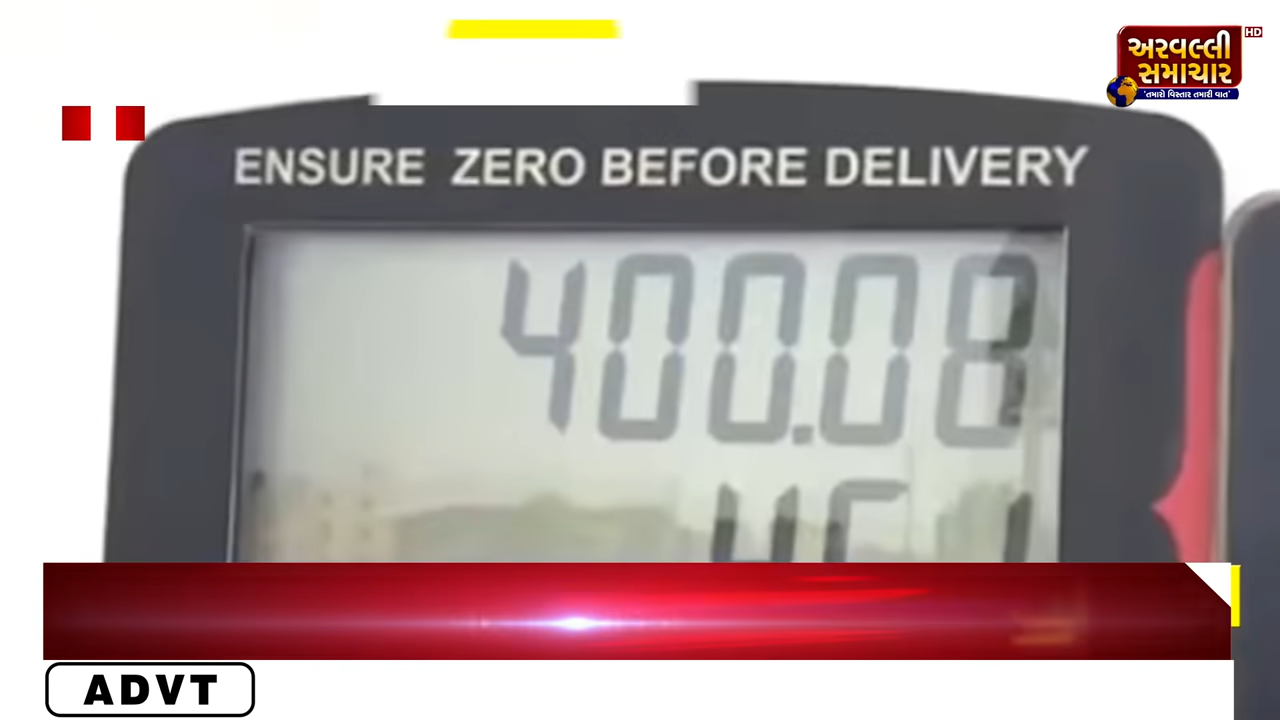 અરવલ્લી
HD
સમાચાર
'તમારો વિસ્તાર તમારી વાત'
ENSURE ZERO BEFORE DELIVERY
400.08
ADVT